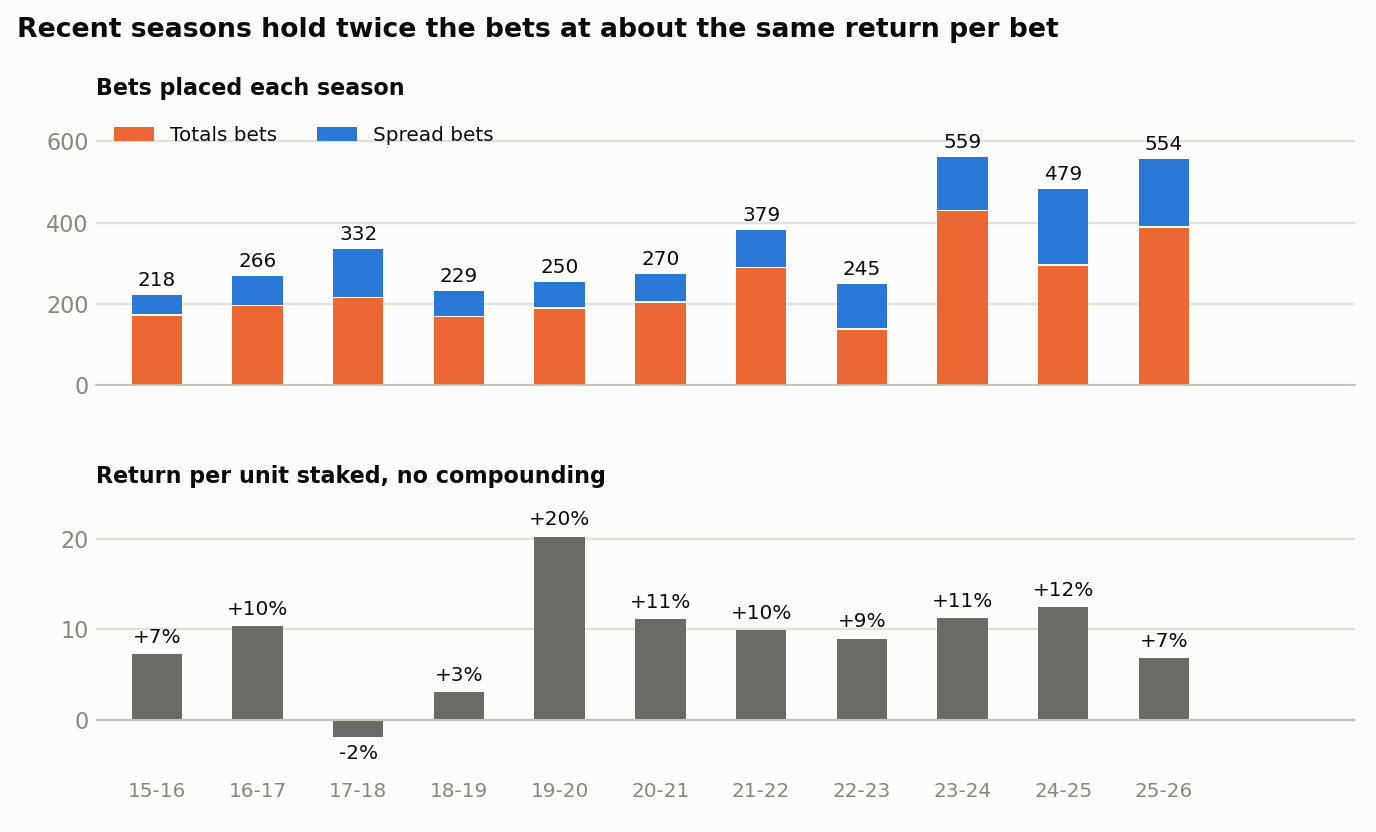 Recent seasons hold twice the bets at about the same return per bet
Bets placed each season
Totals bets Spread bets
600
400
200
0
218 266 332 229 250 270 379 245 559 479 554
Return per unit staked, no compounding
20
10
0
+7% +10% -2% +3% +20% +11% +10% +9% +11% +12% +7%
15-16 16-17 17-18 18-19 19-20 20-21 21-22 22-23 23-24 24-25 25-26